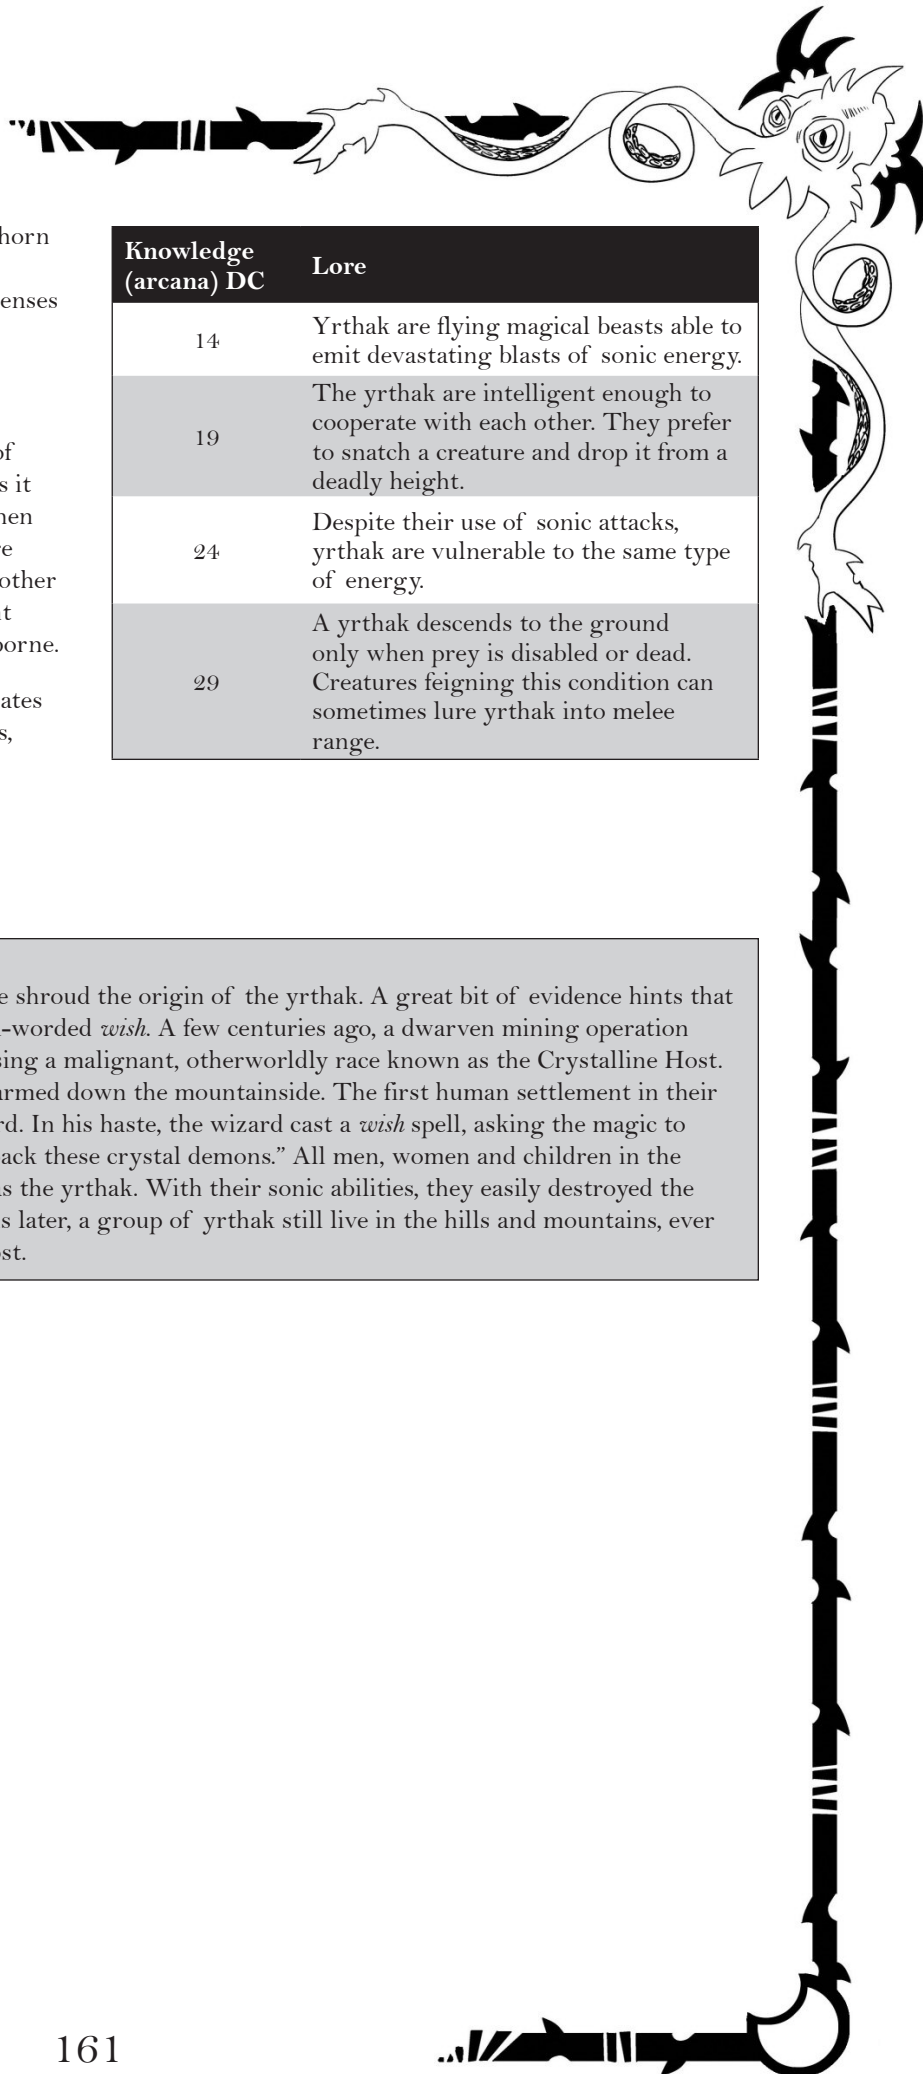 horn
enses
of
s it
hen
re
other
borne.
ates
s,
Knowledge
(arcana) DC
Lore
14
Yrthak are flying magical beasts able to
emit devastating blasts of sonic energy.
19
The yrthak are intelligent enough to
cooperate with each other. They prefer
to snatch a creature and drop it from a
deadly height.
24
Despite their use of sonic attacks,
yrthak are vulnerable to the same type
of energy.
29
A yrthak descends to the ground
only when prey is disabled or dead.
Creatures feigning this condition can
sometimes lure yrthak into melee
range.
e shroud the origin of the yrthak. A great bit of evidence hints that
-worded wish. A few centuries ago, a dwarven mining operation
sing a malignant, otherworldly race known as the Crystalline Host.
armed down the mountainside. The first human settlement in their
rd. In his haste, the wizard cast a wish spell, asking the magic to
ack these crystal demons.” All men, women and children in the
as the yrthak. With their sonic abilities, they easily destroyed the
s later, a group of yrthak still live in the hills and mountains, ever
ost.
161